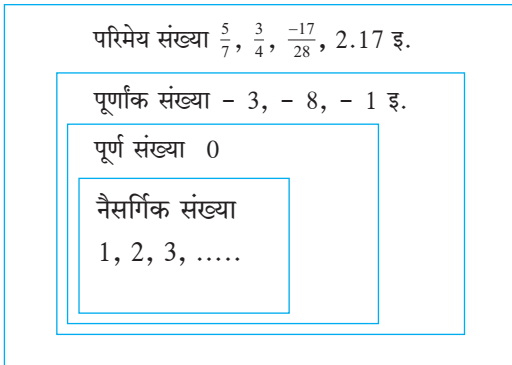 परिमेय संख्या 5/7, 3/4, -17/28, 2.17 इ.
पूर्णांक संख्या - 3, - 8, - 1 इ.
पूर्ण संख्या 0
नैसर्गिक संख्या
1, 2, 3, .....